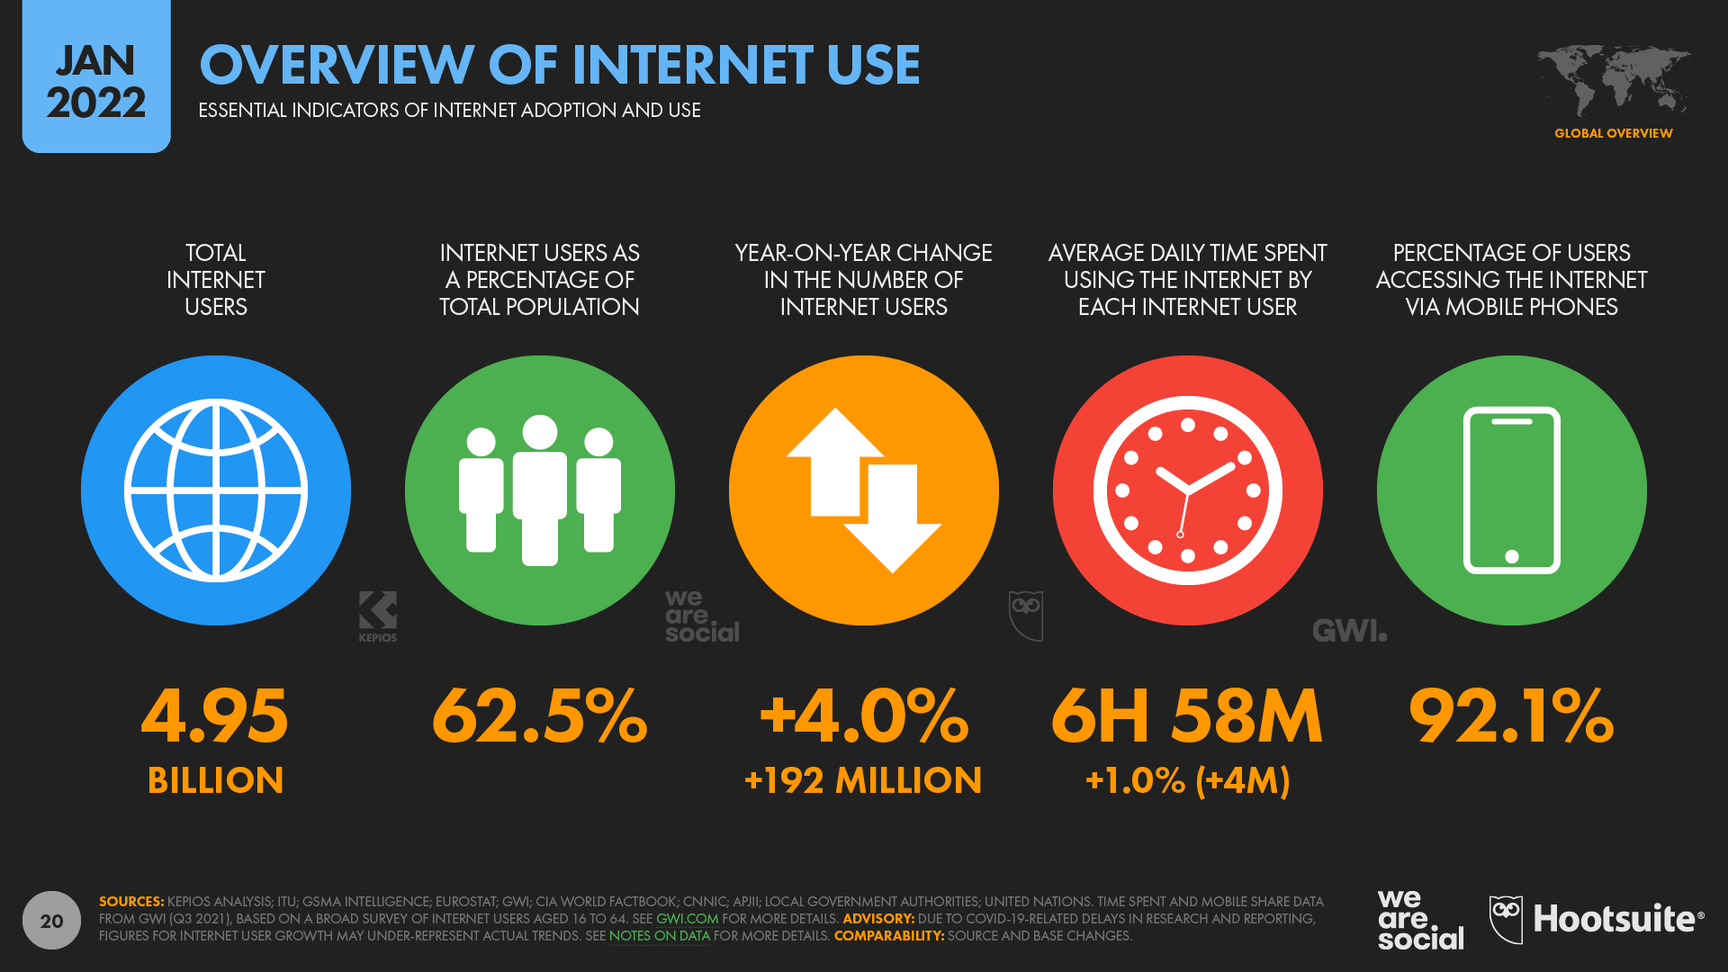 JAN
2022
OVERVIEW OF INTERNET USE
ESSENTIAL INDICATORS OF INTERNET ADOPTION AND USE
GLOBAL OVERVIEW
TOTAL
INTERNET
USERS
INTERNET USERS AS
A PERCENTAGE OF
TOTAL POPULATION
YEAR-ON-YEAR CHANGE
IN THE NUMBER OF
INTERNET USERS
AVERAGE DAILY TIME SPENT
USING THE INTERNET BY
EACH INTERNET USER
PERCENTAGE OF USERS
ACCESSING THE INTERNET
VIA MOBILE PHONES
KEPIOS
we
are
social
GWI.
4.95
BILLION
62.5%
+4.0%
+192 MILLION
6H 58M
+1.0% (+4M)
92.1%
20
SOURCES: KEPIOS ANALYSIS; ITU; GSMA INTELLIGENCE; EUROSTAT; GWI; CIA WORLD FACTBOOK; CNNIC; APJII; LOCAL GOVERNMENT AUTHORITIES; UNITED NATIONS. TIME SPENT AND MOBILE SHARE DATA
FROM GWI (Q3 2021), BASED ON A BROAD SURVEY OF INTERNET USERS AGED 16 TO 64. SEE GWI.COM FOR MORE DETAILS. ADVISORY: DUE TO COVID-19-RELATED DELAYS IN RESEARCH AND REPORTING,
FIGURES FOR INTERNET USER GROWTH MAY UNDER-REPRESENT ACTUAL TRENDS. SEE NOTES ON DATA FOR MORE DETAILS. COMPARABILITY: SOURCE AND BASE CHANGES.
we
are
social
Hootsuite®